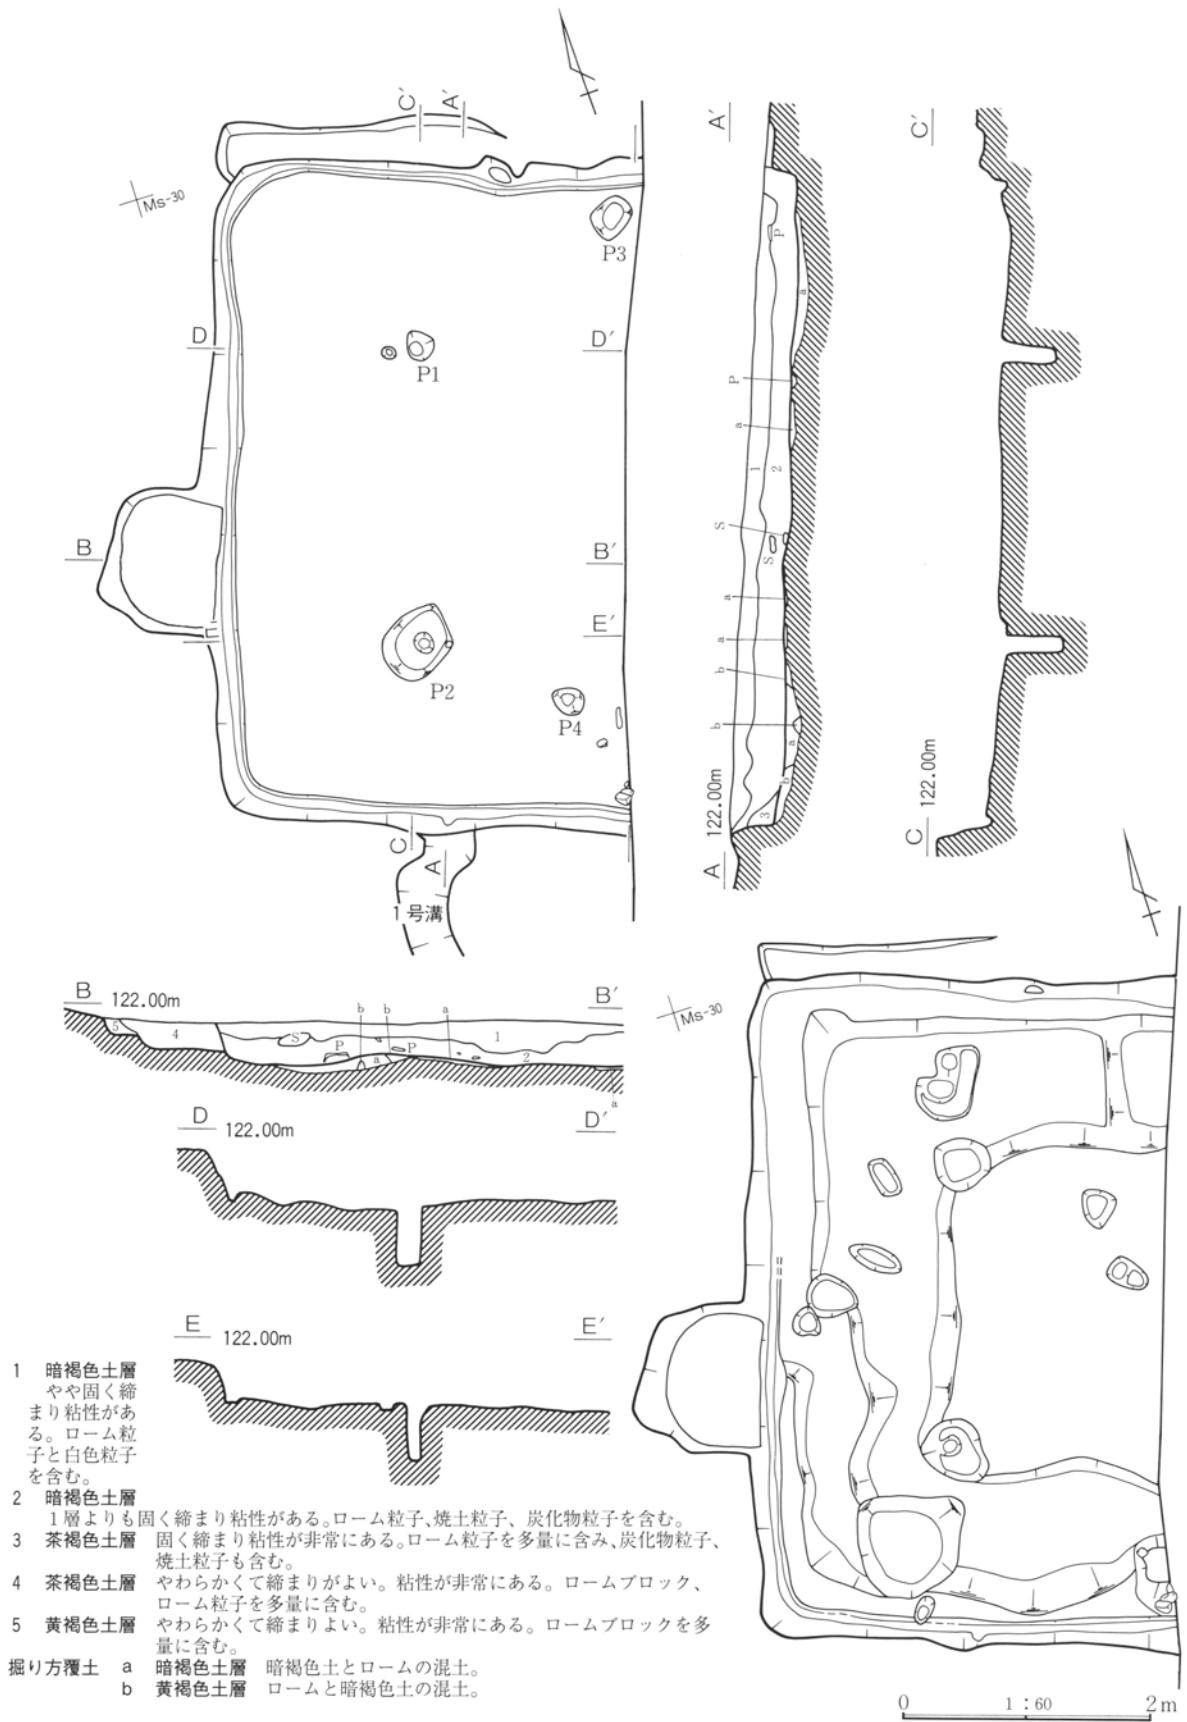 C′
A′
Ms-30
P3
D
D′
P1
B
B′
E
E′
P2
P4
C
A
1号溝
A′
P
a
P
a
1
2
S
S
a
a
b
b
a
b
3
A 122.00m
C′
C 122.00m
B 122.00m
B′
5
4
S
P
b
b
a
P
a
1
2
a
D 122.00m
D′
E 122.00m
E′
Ms-30
1 暗褐色土層
やや固く締
まり粘性があ
る。ローム粒
子と白色粒子
を含む。
2 暗褐色土層
1層よりも固く締まり粘性がある。ローム粒子、焼土粒子、炭化物粒子を含む。
3 茶褐色土層 固く締まり粘性が非常にある。ローム粒子を多量に含み、炭化物粒子、
焼土粒子も含む。
4 茶褐色土層 やわらかくて締まりがよい。粘性が非常にある。ロームブロック、
ローム粒子を多量に含む。
5 黄褐色土層 やわらかくて締まりよい。粘性が非常にある。ロームブロックを多
量に含む。
掘り方覆土 a 暗褐色土層 暗褐色土とロームの混土。
b 黄褐色土層 ロームと暗褐色土の混土。
0 1:60 2m